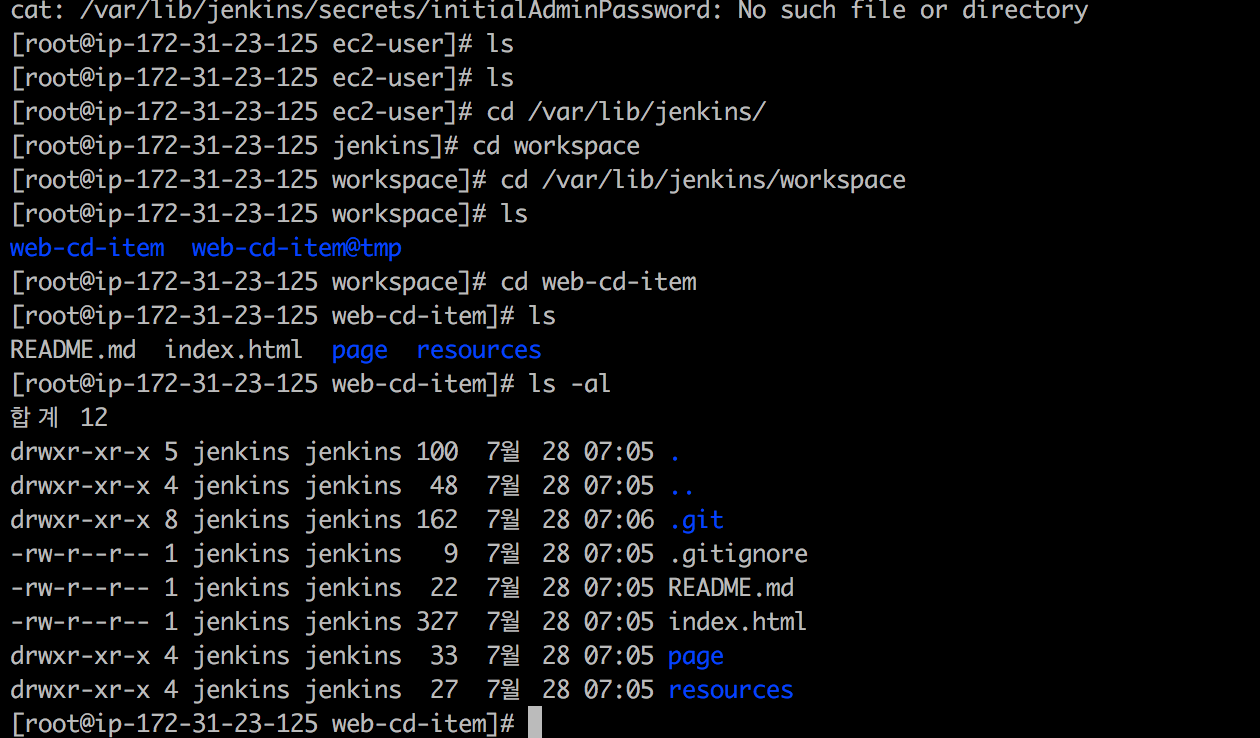 cat: /var/lib/jenkins/secrets/initialAdminPassword: No such file or directory
[root@ip-172-31-23-125 ec2-user]# ls
[root@ip-172-31-23-125 ec2-user]# ls
[root@ip-172-31-23-125 ec2-user]# cd /var/lib/jenkins/
[root@ip-172-31-23-125 jenkins]# cd workspace
[root@ip-172-31-23-125 workspace]# cd /var/lib/jenkins/workspace
[root@ip-172-31-23-125 workspace]# ls
web-cd-item  web-cd-item@tmp
[root@ip-172-31-23-125 workspace]# cd web-cd-item
[root@ip-172-31-23-125 web-cd-item]# ls
README.md  index.html  page  resources
[root@ip-172-31-23-125 web-cd-item]# ls -al
합계 12
drwxr-xr-x 5 jenkins jenkins 100  7월 28 07:05 .
drwxr-xr-x 4 jenkins jenkins  48  7월 28 07:05 ..
drwxr-xr-x 8 jenkins jenkins 162  7월 28 07:06 .git
-rw-r--r-- 1 jenkins jenkins   9  7월 28 07:05 .gitignore
-rw-r--r-- 1 jenkins jenkins  22  7월 28 07:05 README.md
-rw-r--r-- 1 jenkins jenkins 327  7월 28 07:05 index.html
drwxr-xr-x 4 jenkins jenkins  33  7월 28 07:05 page
drwxr-xr-x 4 jenkins jenkins  27  7월 28 07:05 resources
[root@ip-172-31-23-125 web-cd-item]#